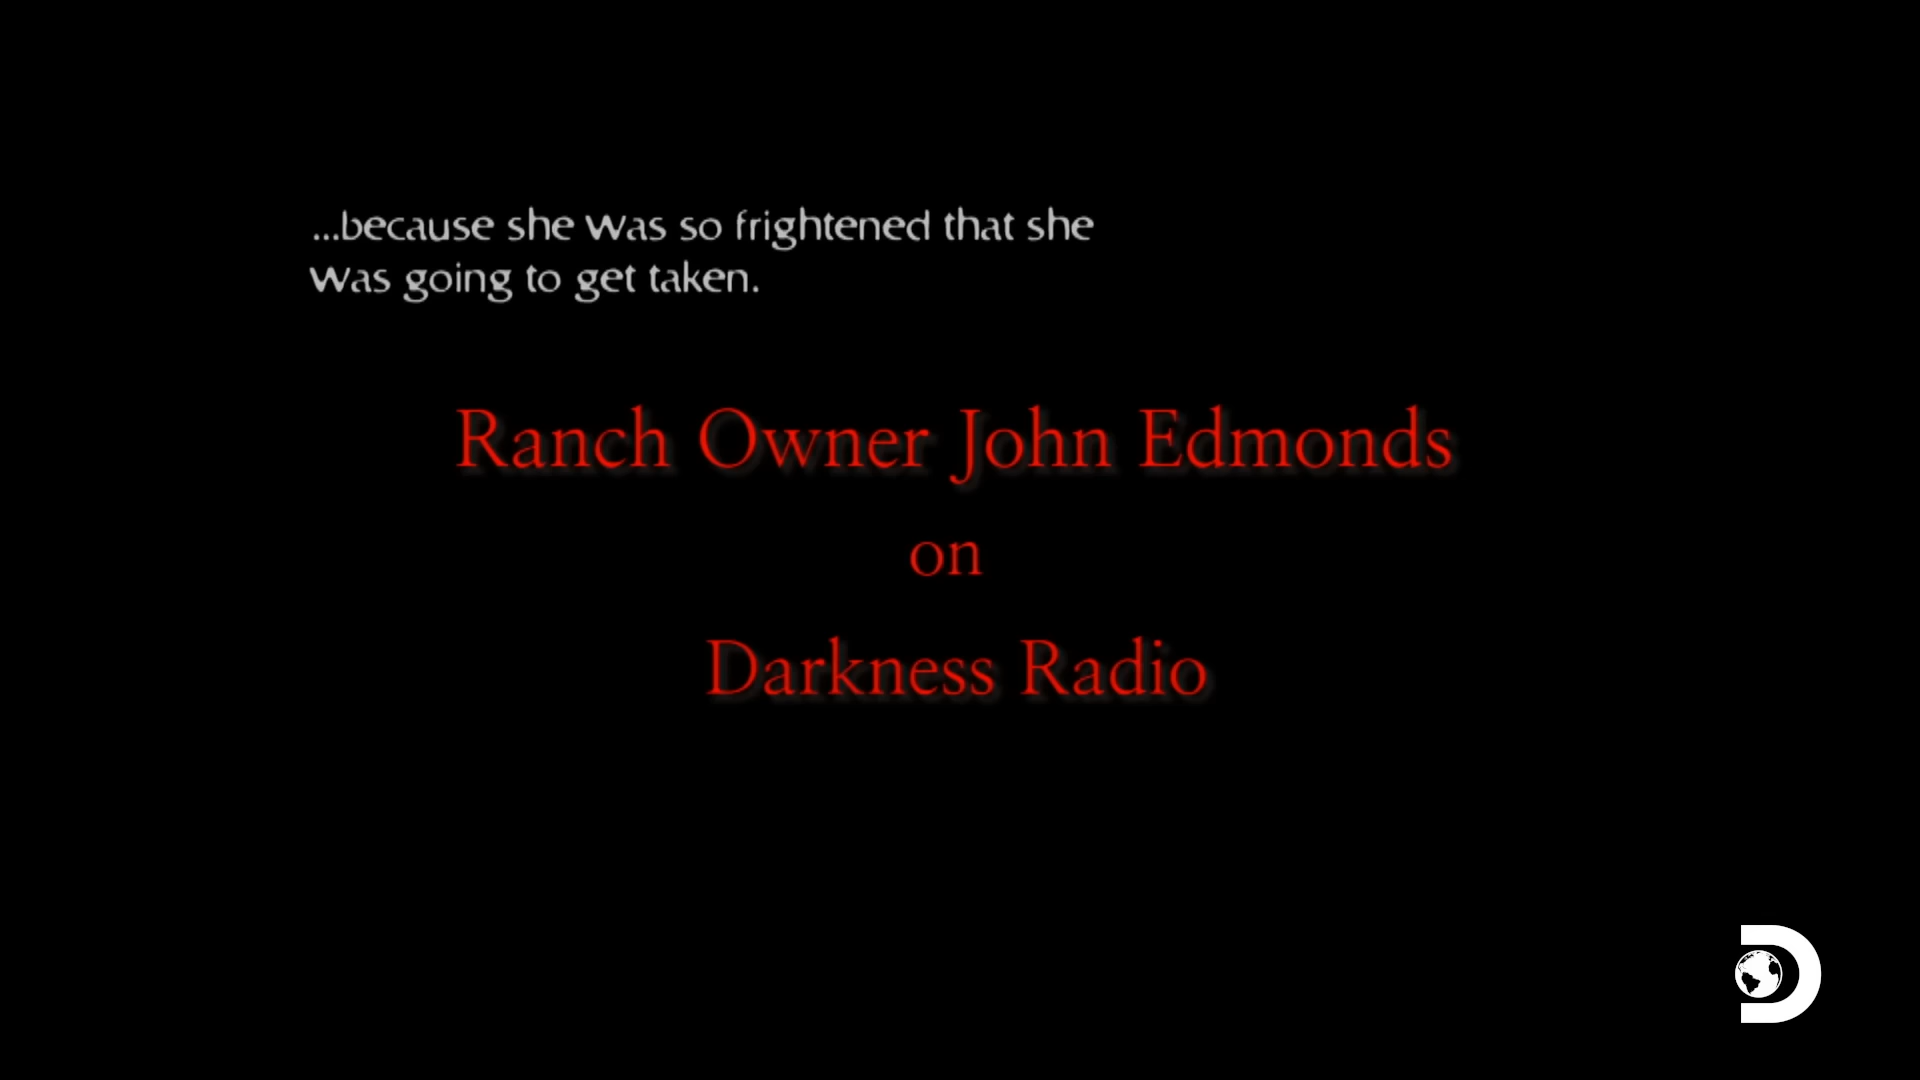 ...because she was so frightened that she
was going to get taken.
Ranch Owner John Edmonds
on
Darkness Radio